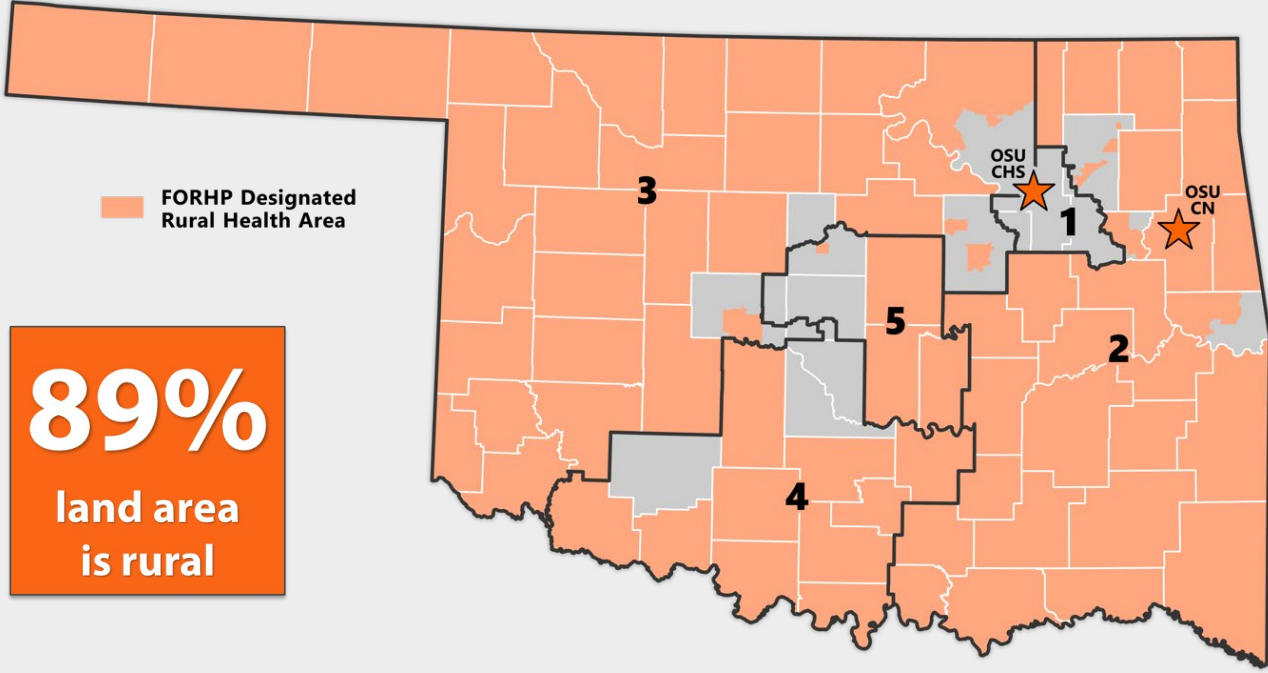 OSU
CHS
OSU
CN
FORHP Designated
Rural Health Area
3
1
5
2
89%
land area
is rural
4